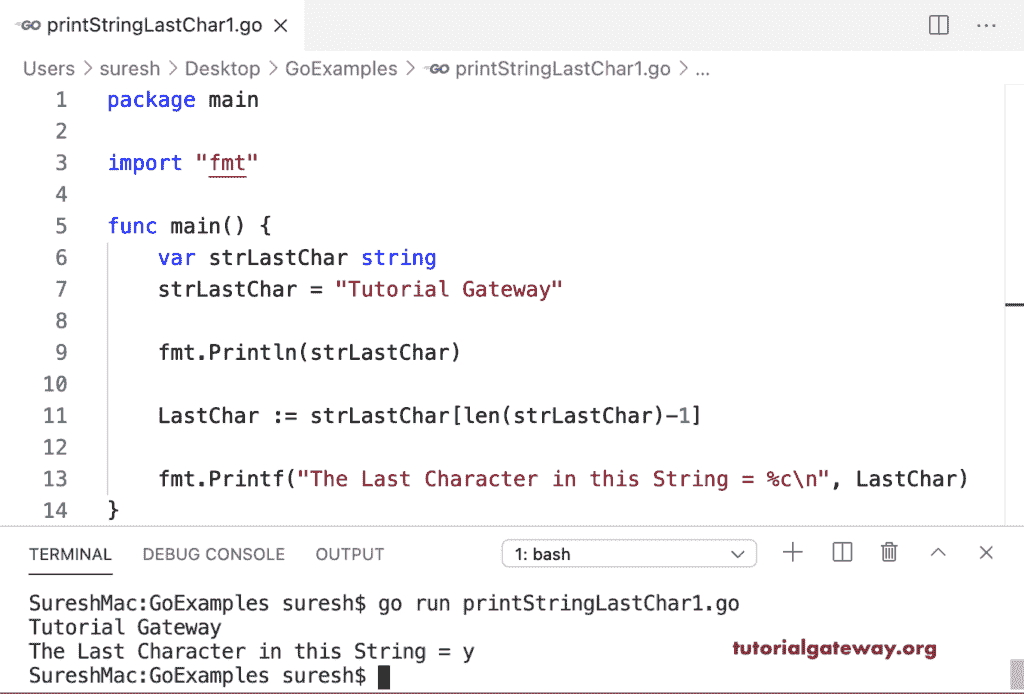 GO printStringLastChar1.go ×
Users > suresh > Desktop > GoExamples > GO printStringLastChar1.go > ...
1 package main
2
3 import "fmt"
4
5 func main() {
6     var strLastChar string
7     strLastChar = "Tutorial Gateway"
8
9     fmt.Println(strLastChar)
10
11     LastChar := strLastChar[len(strLastChar)-1]
12
13     fmt.Printf("The Last Character in this String = %c\n", LastChar)
14 }
TERMINAL DEBUG CONSOLE OUTPUT 1: bash
SureshMac:GoExamples suresh$ go run printStringLastChar1.go
Tutorial Gateway
The Last Character in this String = y
tutorialgateway.org
SureshMac:GoExamples suresh$